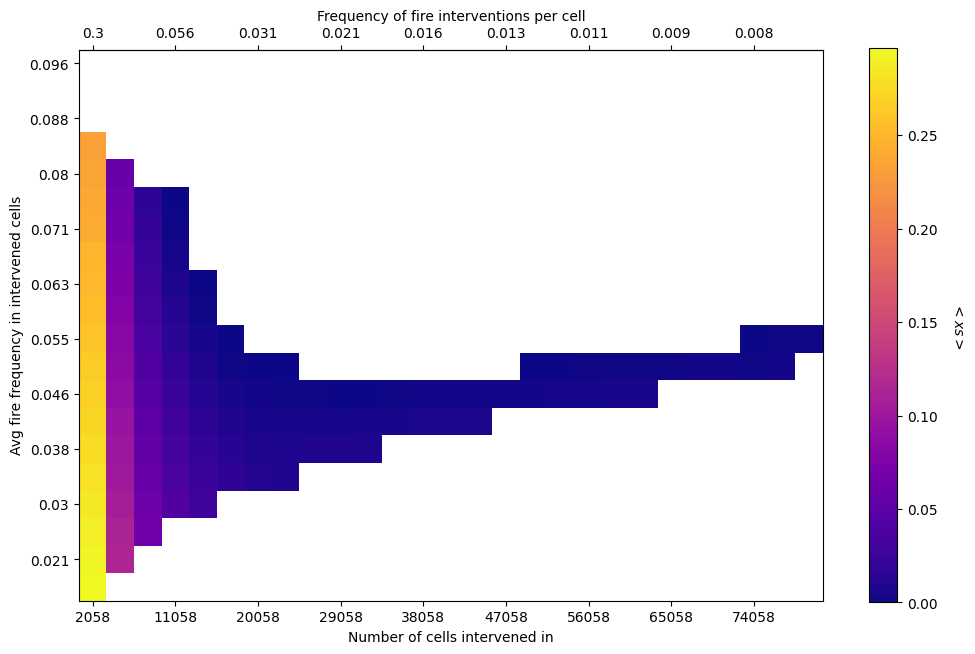 Frequency of fire interventions per cell
0.3 0.056 0.031 0.021 0.016 0.013 0.011 0.009 0.008
Avg fire frequency in intervened cells
0.096
0.088
0.08
0.071
0.063
0.055
0.046
0.038
0.03
0.021
2058 11058 20058 29058 38058 47058 56058 65058 74058
Number of cells intervened in
0.25
0.20
0.15
0.10
0.05
0.00
< sx >